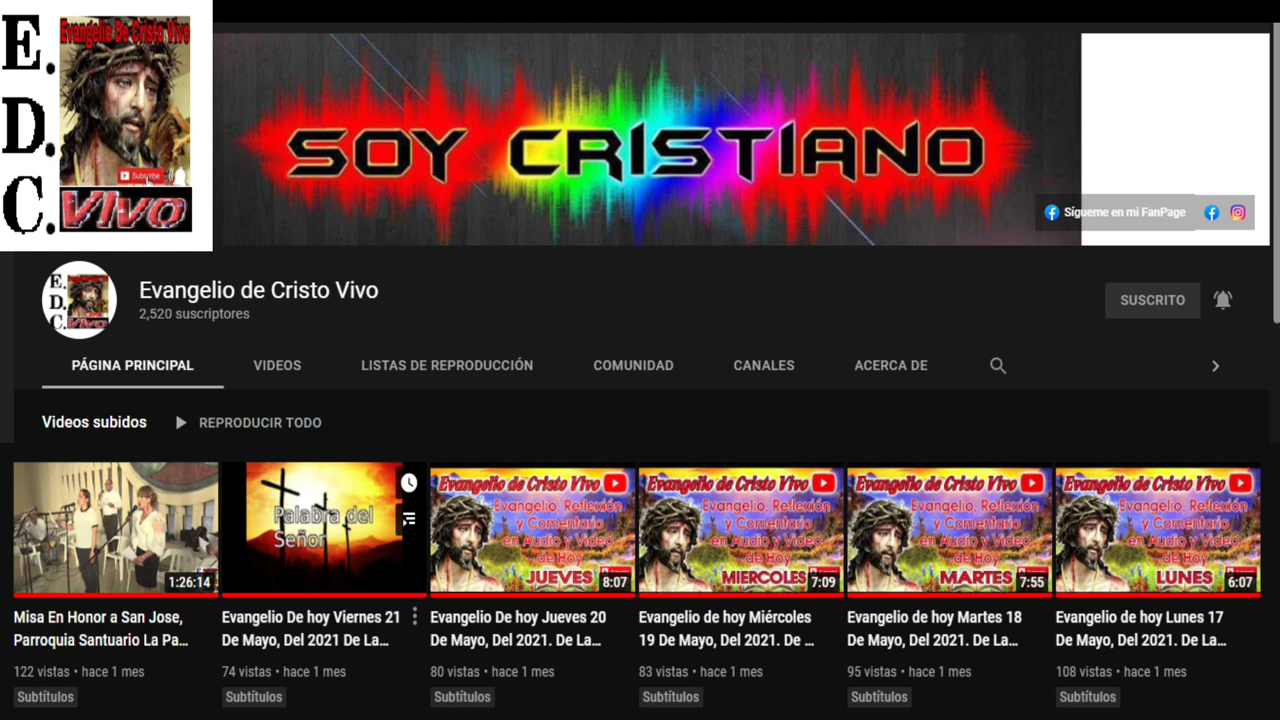 E.
D.
C.
Evangelio De Cristo Vivo
Subscribe
Vivo
SOY CRISTIANO
Sígueme en mi FanPage
E.
D.
C.
Vivo
Evangelio de Cristo Vivo
2,520 suscriptores
SUSCRITO
PÁGINA PRINCIPAL VIDEOS LISTAS DE REPRODUCCIÓN COMUNIDAD CANALES ACERCA DE
Videos subidos REPRODUCIR TODO
1:26:14
Misa En Honor a San Jose,
Parroquia Santuario La Pa...
122 vistas • hace 1 mes
Subtítulos
Palabra del
Señor
Evangelio De hoy Viernes 21
De Mayo, Del 2021 De La...
74 vistas • hace 1 mes
Subtítulos
Evangelio de Cristo Vivo
Evangelio, Reflexión
y Comentario
en Audio y Video
de Hoy
JUEVES 8:07
Evangelio De hoy Jueves 20
De Mayo, Del 2021. De La...
80 vistas • hace 1 mes
Subtítulos
Evangelio de Cristo Vivo
Evangelio, Reflexión
y Comentario
en Audio y Video
de Hoy
MIERCOLES 7:09
Evangelio de hoy Miércoles
19 De Mayo, Del 2021. De ...
83 vistas • hace 1 mes
Subtítulos
Evangelio de Cristo Vivo
Evangelio, Reflexión
y Comentario
en Audio y Video
de Hoy
MARTES 7:55
Evangelio de hoy Martes 18
De Mayo, Del 2021. De La...
95 vistas • hace 1 mes
Subtítulos
Evangelio de Cristo Vivo
Evangelio, Reflexión
y Comentario
en Audio y Video
de Hoy
LUNES 6:07
Evangelio de hoy Lunes 17
De Mayo, Del 2021. De La...
108 vistas • hace 1 mes
Subtítulos